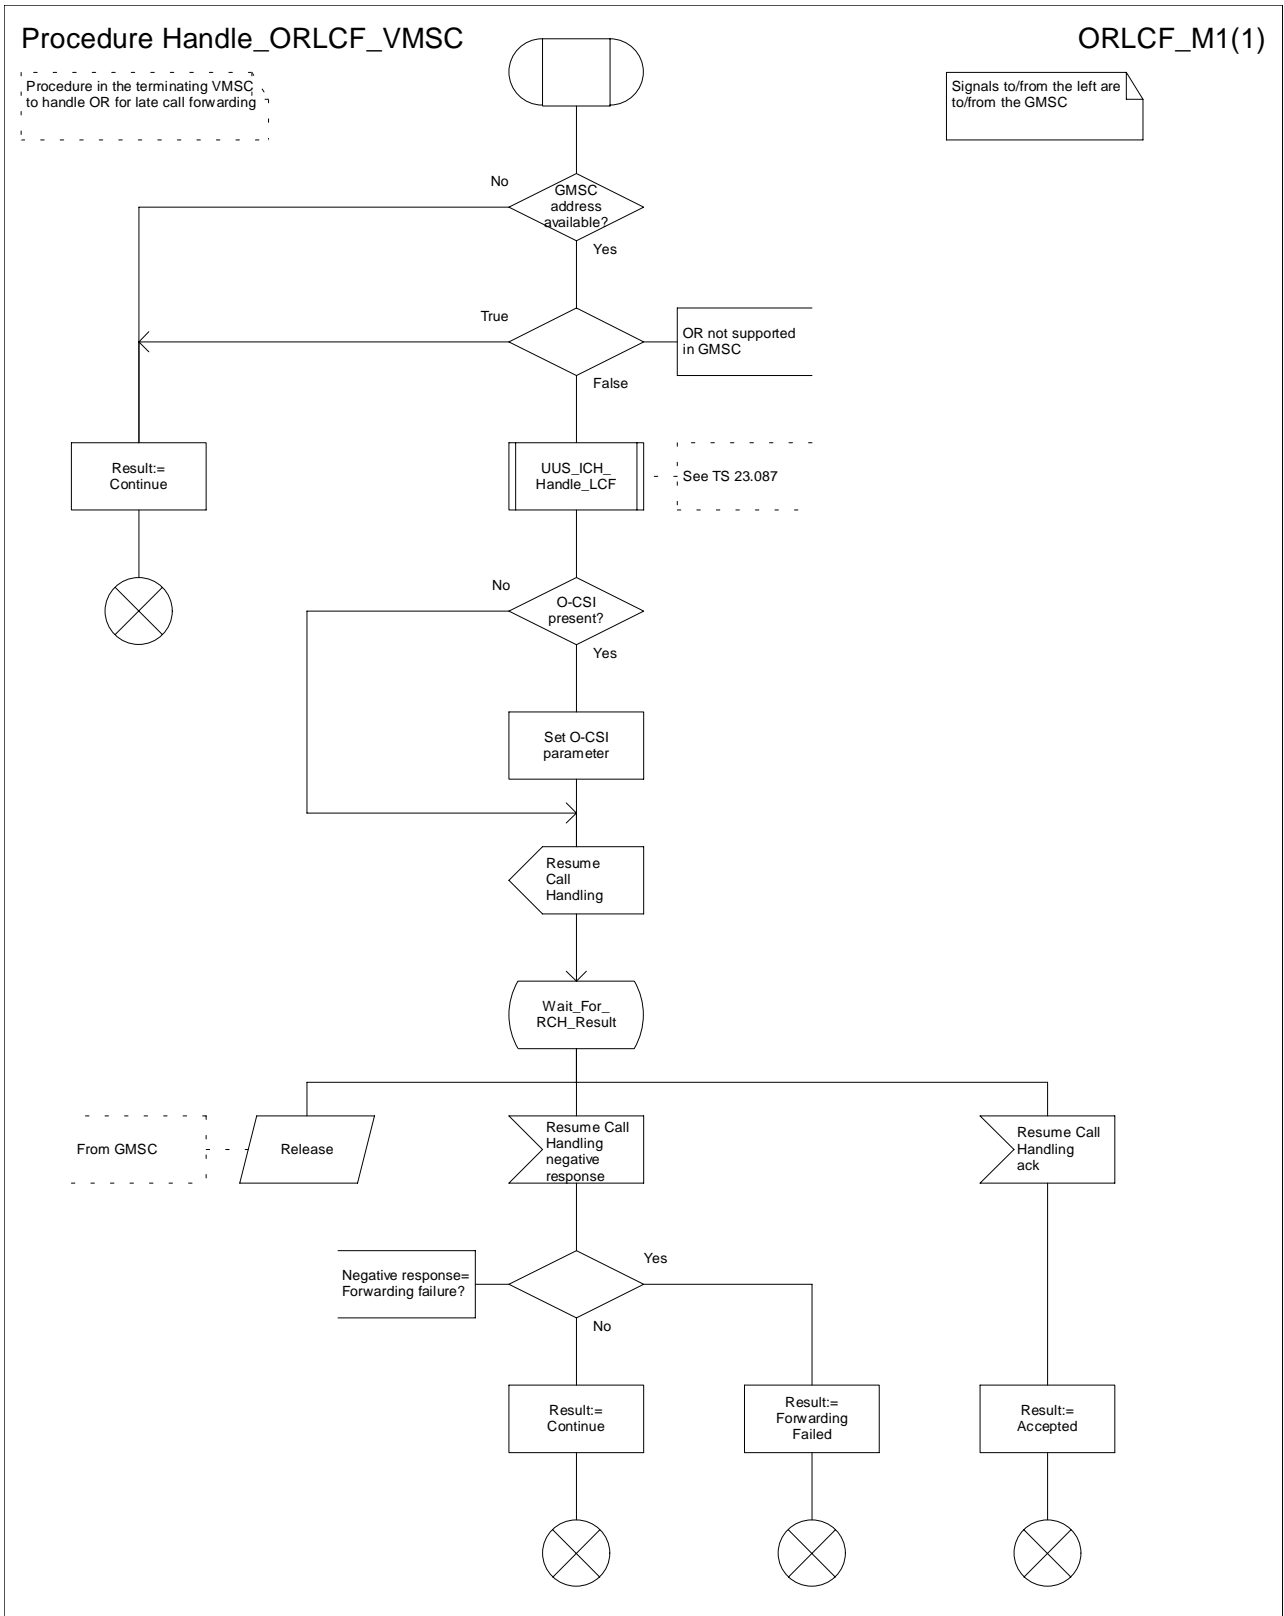 Procedure Handle_ORLCF_VMSC
ORLCF_M1(1)
Procedure in the terminating VMSC
to handle OR for late call forwarding
Signals to/from the left are
to/from the GMSC
No
GMSC
address
available?
Yes
True
OR not supported
in GMSC
False
Result:=
Continue
UUS_ICH_
Handle_LCF
See TS 23.087
No
O-CSI
present?
Yes
Set O-CSI
parameter
Resume
Call
Handling
Wait_For_
RCH_Result
From GMSC
Release
Resume Call
Handling
negative
response
Resume Call
Handling
ack
Negative response=
Forwarding failure?
Yes
No
Result:=
Continue
Result:=
Forwarding
Failed
Result:=
Accepted